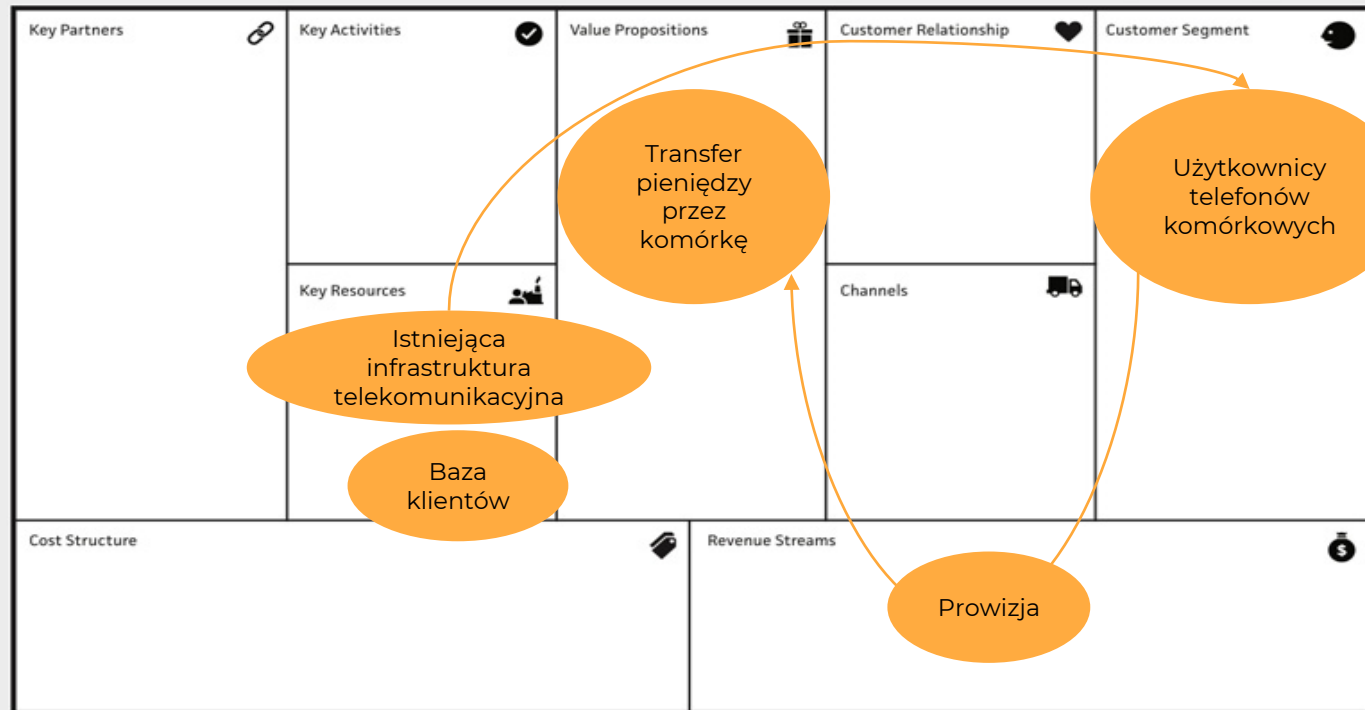 Key Partners
Key Activities
Value Propositions
Customer Relationship
Customer Segment
Transfer
pieniędzy
przez
komórkę
Użytkownicy
telefonów
komórkowych
Key Resources
Channels
Istniejąca
infrastruktura
telekomunikacyjna
Baza
klientów
Cost Structure
Revenue Streams
$
Prowizja